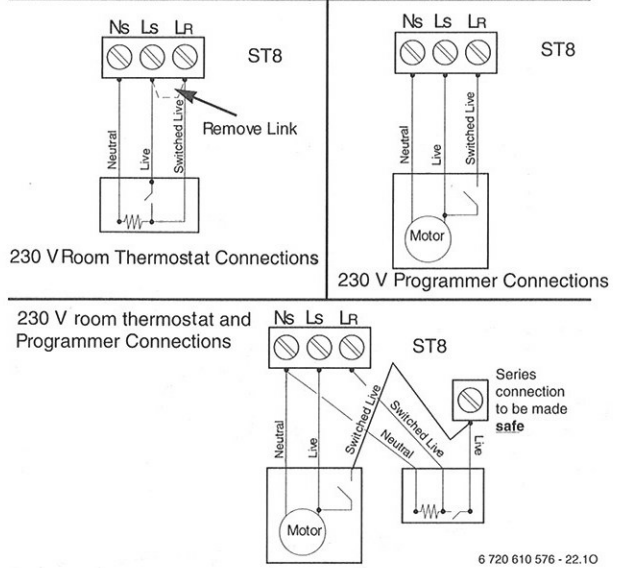 Ns Ls LR
ST8
Remove Link
Neutral
Live
Switched Live
230 V Room Thermostat Connections
Ns Ls LR
ST8
Neutral
Live
Switched Live
Motor
230 V Programmer Connections
230 V room thermostat and
Programmer Connections
Ns Ls LR
ST8
Series
connection
to be made
safe
Neutral
Live
Switched Live
Switched Live
Neutral
Live
Motor
6 720 610 576 - 22.1O